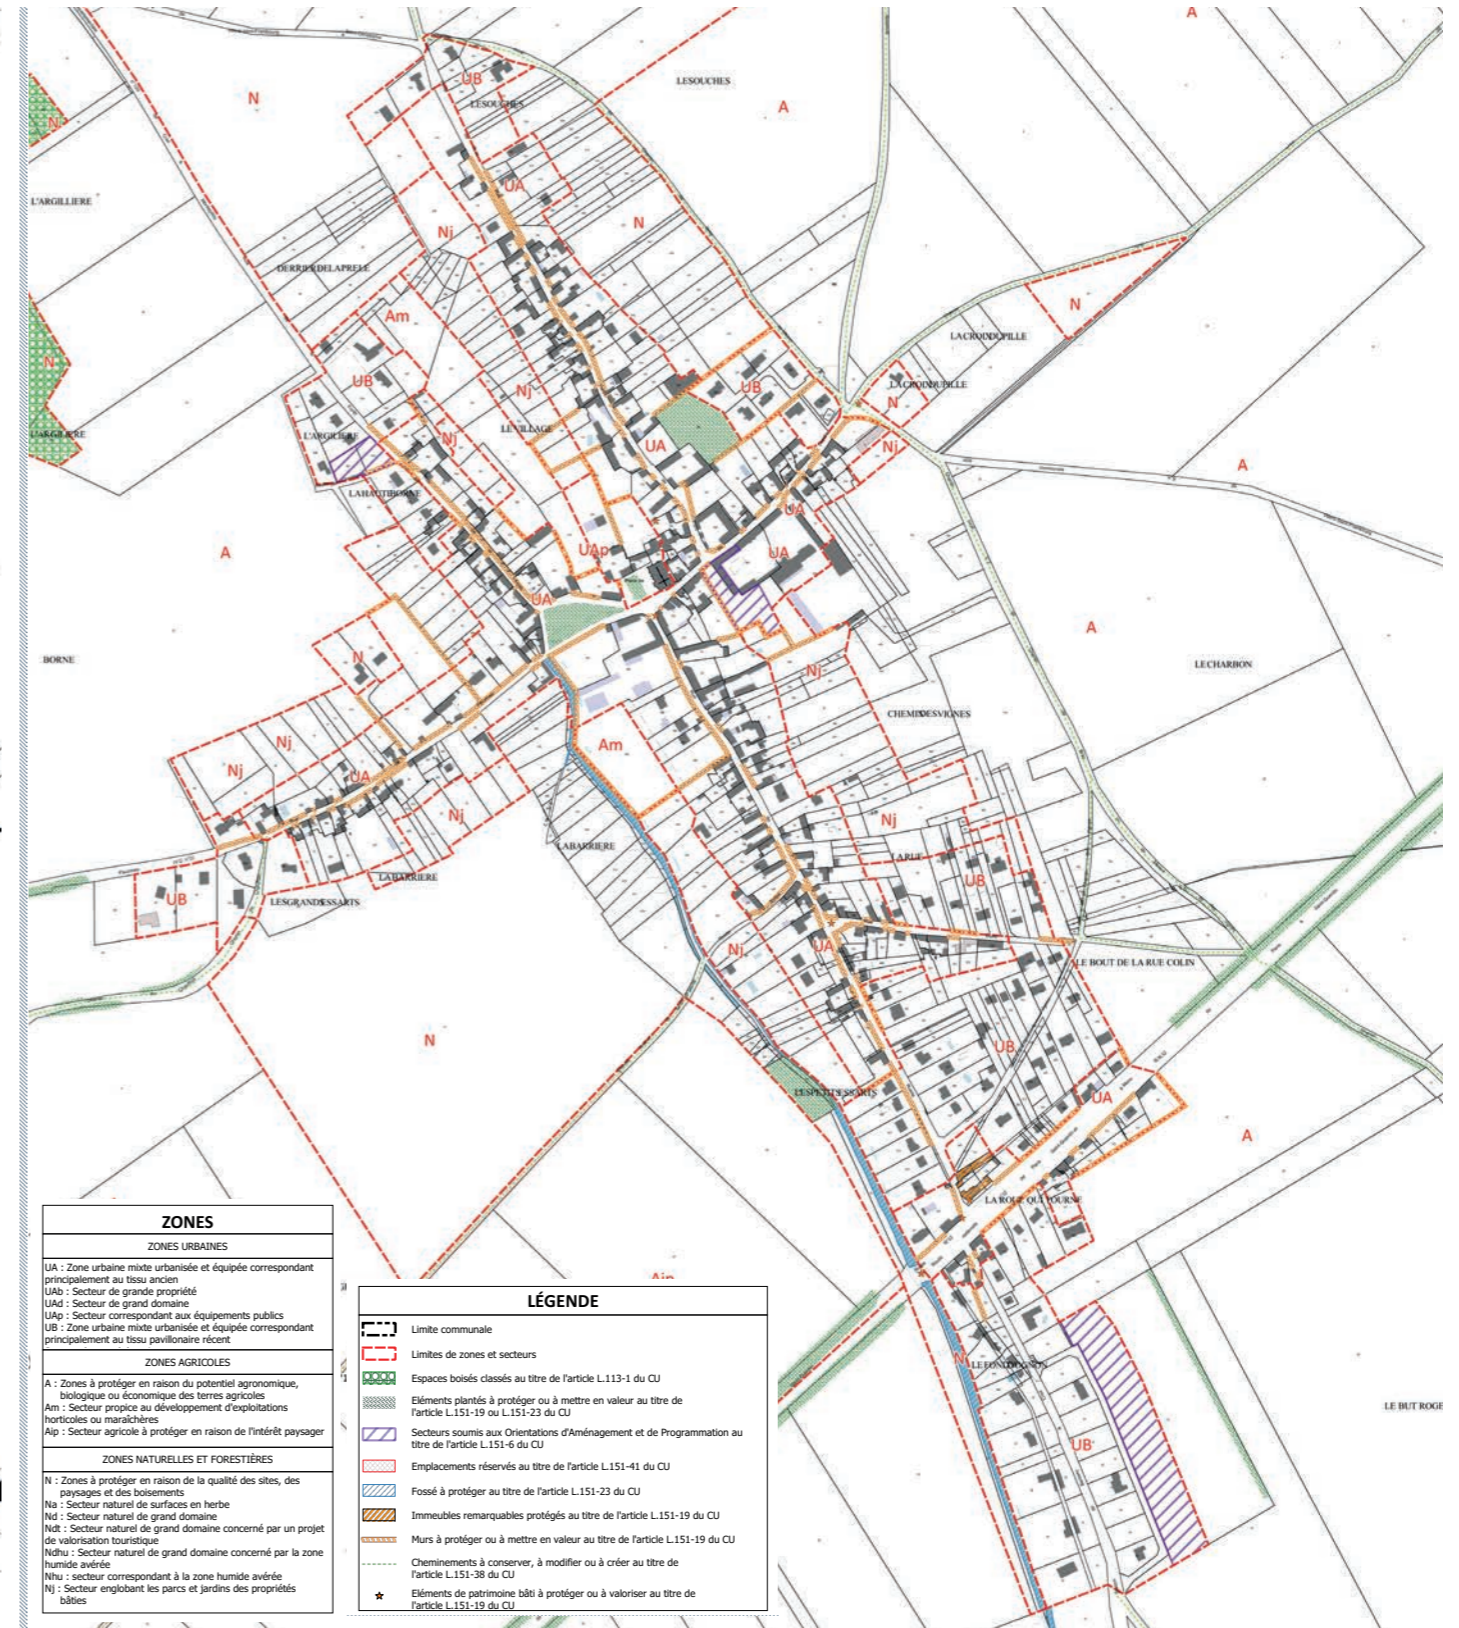 A
UB
LESOUCHES
N
LESOUCHES
A
N
UA
L'ARGILLIERE
N
Nj
DERRIERDELAPRELE
N
Am
LACROIXDUPILLE
N
UB
UB
LACROIXDUPILLE
Nj
N
LE VILLAGE
L'ARGILIERE
L'ARGILIERE
Nj
UA
Nj
A
LAHAUTEBORNE
UA
A
UAp
UA
UA
A
BORNE
N
LECHARBON
Nj
CHEMINDESVIGNES
Nj
Am
Nj
UA
Nj
Nj
LABARRIERE
LARUE
LABARRIERE
UB
UB
LESGRANDSESSARTS
Nj
UA
LE BOUT DE LA RUE COLIN
N
UB
LESPETITSESSARTS
UA
A
LA ROUE QUI TOURNE
Aip
N
LEFONDDOGNON
LE BUT ROGE
UB
ZONES
ZONES URBAINES
UA : Zone urbaine mixte urbanisée et équipée correspondant
principalement au tissu ancien
UAb : Secteur de grande propriété
UAd : Secteur de grand domaine
UAp : Secteur correspondant aux équipements publics
UB : Zone urbaine mixte urbanisée et équipée correspondant
principalement au tissu pavillonaire récent
ZONES AGRICOLES
A : Zones à protéger en raison du potentiel agronomique,
biologique ou économique des terres agricoles
Am : Secteur propice au développement d'exploitations
horticoles ou maraîchères
Aip : Secteur agricole à protéger en raison de l'intérêt paysager
ZONES NATURELLES ET FORESTIÈRES
N : Zones à protéger en raison de la qualité des sites, des
paysages et des boisements
Na : Secteur naturel de surfaces en herbe
Nd : Secteur naturel de grand domaine
Ndt : Secteur naturel de grand domaine concerné par un projet
de valorisation touristique
Ndhu : Secteur naturel de grand domaine concerné par la zone
humide avérée
Nhu : secteur correspondant à la zone humide avérée
Nj : Secteur englobant les parcs et jardins des propriétés
bâties
LÉGENDE
Limite communale
Limites de zones et secteurs
Espaces boisés classés au titre de l'article L.113-1 du CU
Eléments plantés à protéger ou à mettre en valeur au titre de
l'article L.151-19 ou L.151-23 du CU
Secteurs soumis aux Orientations d'Aménagement et de Programmation au
titre de l'article L.151-6 du CU
Emplacements réservés au titre de l'article L.151-41 du CU
Fossé à protéger au titre de l'article L.151-23 du CU
Immeubles remarquables protégés au titre de l'article L.151-19 du CU
Murs à protéger ou à mettre en valeur au titre de l'article L.151-19 du CU
Cheminements à conserver, à modifier ou à créer au titre de
l'article L.151-38 du CU
Eléments de patrimoine bâti à protéger ou à valoriser au titre de
l'article L.151-19 du CU